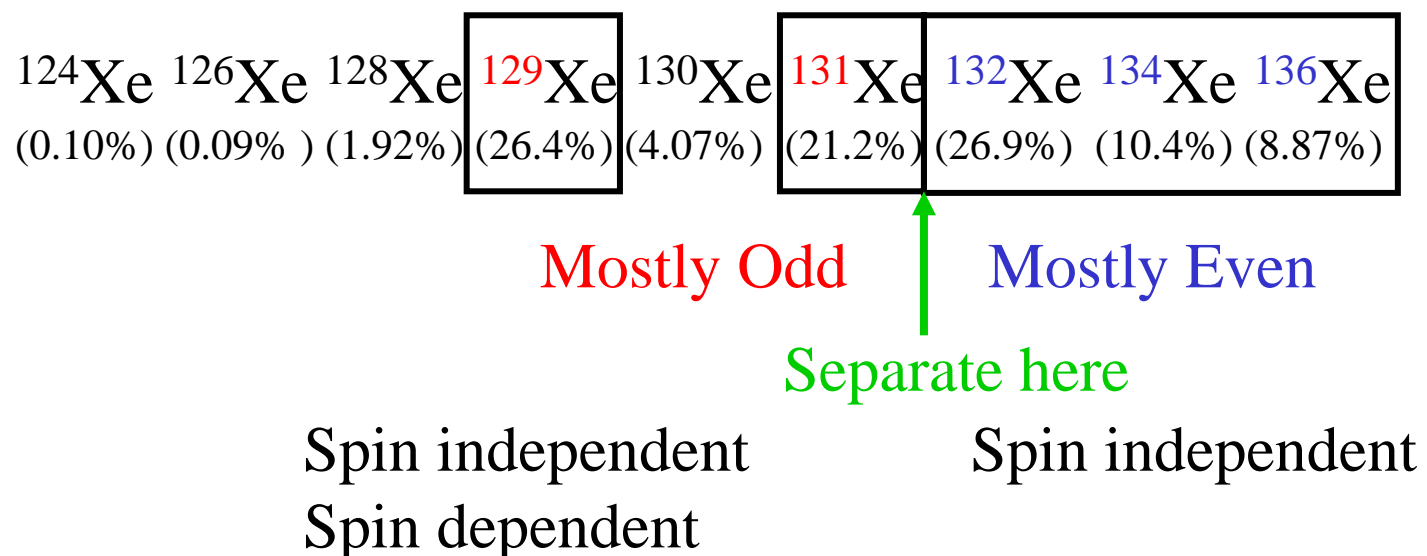 ¹²⁴Xe ¹²⁶Xe ¹²⁸Xe ¹²⁹Xe ¹³⁰Xe ¹³¹Xe ¹³²Xe ¹³⁴Xe ¹³⁶Xe
(0.10%) (0.09% ) (1.92%) (26.4%) (4.07%) (21.2%) (26.9%) (10.4%) (8.87%)
Mostly Odd Mostly Even
Separate here
Spin independent Spin independent
Spin dependent